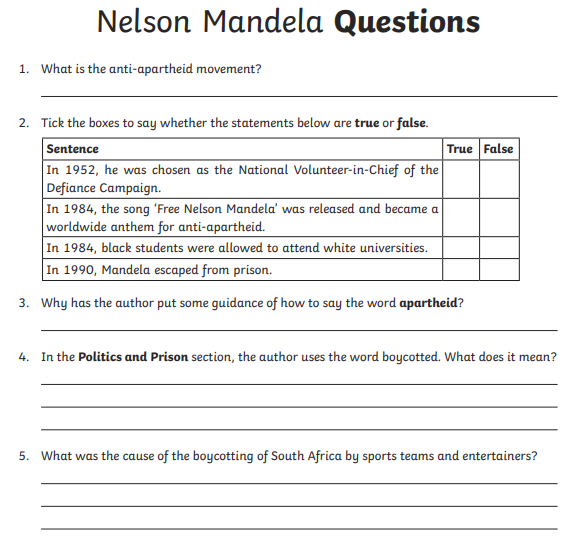 Nelson Mandela Questions
1. What is the anti-apartheid movement?
2. Tick the boxes to say whether the statements below are true or false.
Sentence True False
In 1952, he was chosen as the National Volunteer-in-Chief of the
Defiance Campaign.
In 1984, the song ‘Free Nelson Mandela’ was released and became a
worldwide anthem for anti-apartheid.
In 1984, black students were allowed to attend white universities.
In 1990, Mandela escaped from prison.
3. Why has the author put some guidance of how to say the word apartheid?
4. In the Politics and Prison section, the author uses the word boycotted. What does it mean?
5. What was the cause of the boycotting of South Africa by sports teams and entertainers?